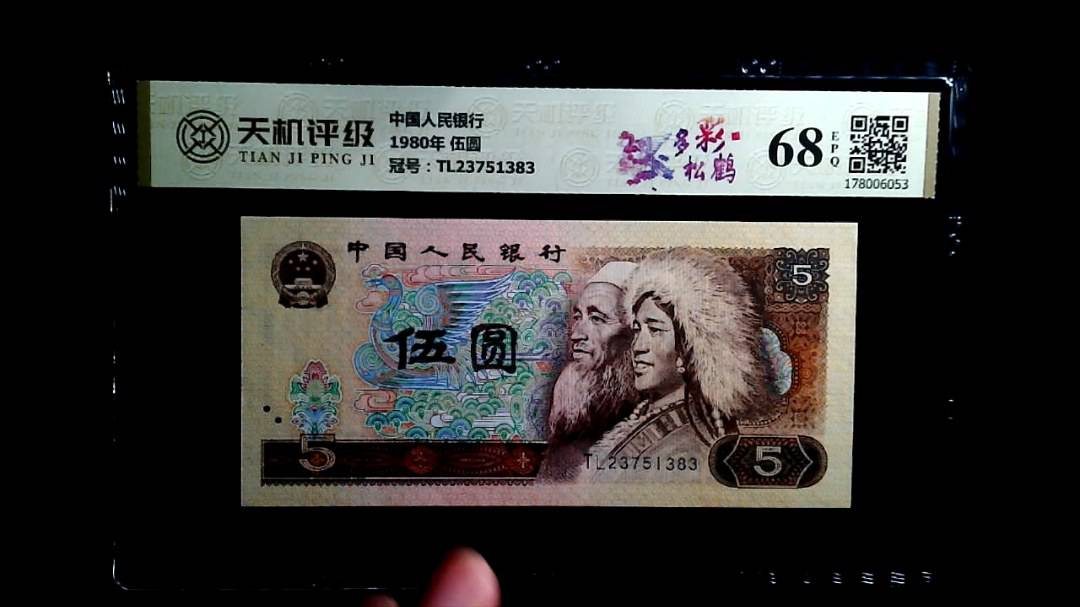 天机评级
TIAN JI PING JI
中国人民银行
1980年 伍圆
冠号：TL23751383
多彩
松鹤
68
EPQ
178006053
中国人民银行
5
伍圆
5
TL23751383
5